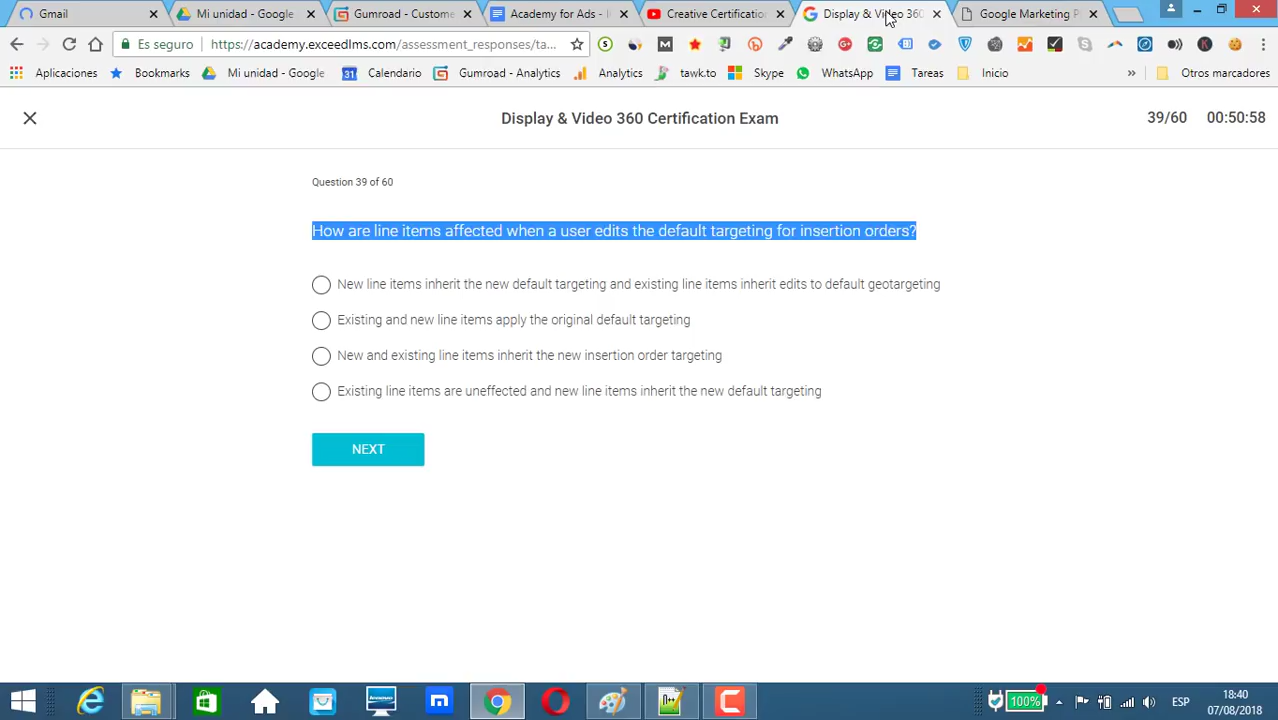 Gmail
Mi unidad - Google
Gumroad - Custome
Academy for Ads - I
Creative Certification
Display & Video 360
Google Marketing P
Es seguro
https://academy.exceedlms.com/assessment_responses/ta...
Aplicaciones
Bookmarks
Mi unidad - Google
31
Calendario
Gumroad - Analytics
Analytics
tawk.to
Skype
WhatsApp
Tareas
Inicio
»
Otros marcadores
Display & Video 360 Certification Exam
39/60
00:50:58
Question 39 of 60
How are line items affected when a user edits the default targeting for insertion orders?
New line items inherit the new default targeting and existing line items inherit edits to default geotargeting
Existing and new line items apply the original default targeting
New and existing line items inherit the new insertion order targeting
Existing line items are uneffected and new line items inherit the new default targeting
NEXT
100%
ESP
18:40
07/08/2018